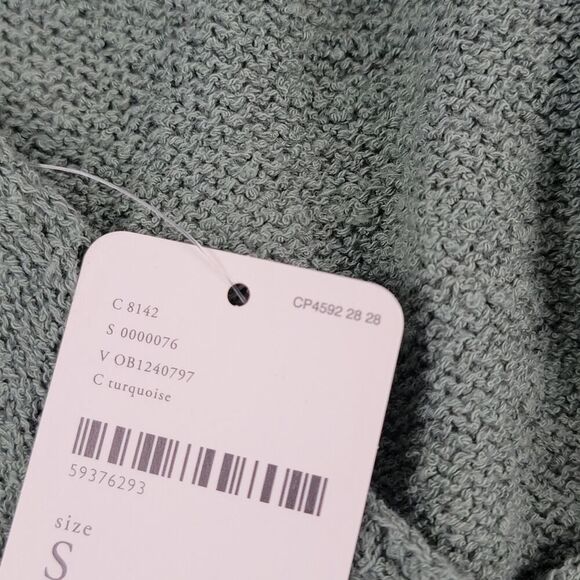 C 8142
CP4592 28 28
S 0000076
V OB1240797
C turquoise
59376293
size
S